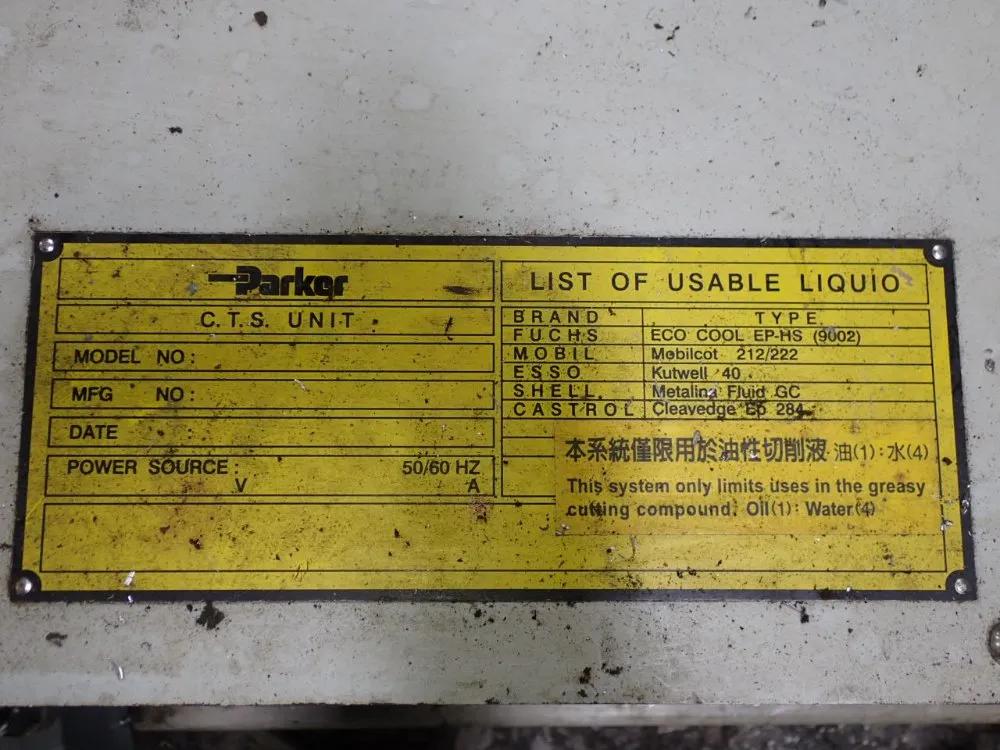 Parker
C.T.S. UNIT
MODEL NO:
MFG NO:
DATE :
POWER SOURCE: 50/60 HZ
V A
LIST OF USABLE LIQUIO
BRAND TYPE
FUCHS ECO COOL EP-HS (9002)
MOBIL Mobilcot 212/222
ESSO Kutwell 40
SHELL Metalina Fluid GC
CASTROL Cleavedge Ep 284
本系統僅限用於油性切削液 油(1):水(4)
This system only limits uses in the greasy
cutting compound. Oil(1): Water(4)